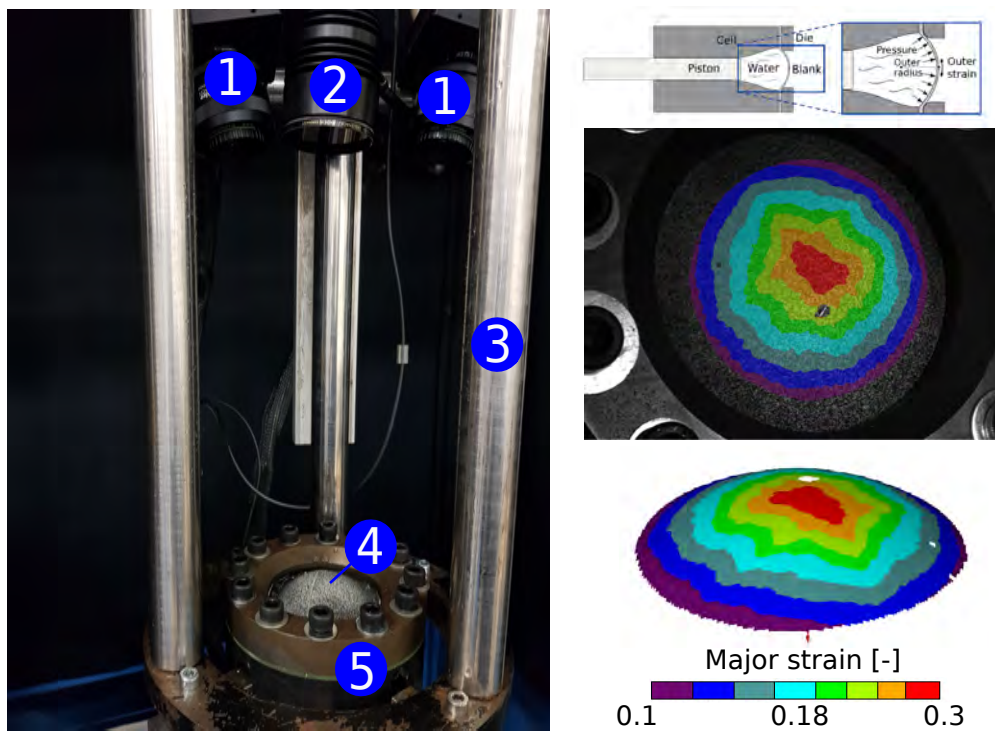 1
2
1
3
4
5
Cell
Die
Piston
Water
Blank
Pressure
Outer
radius
Outer
strain
Major strain [-]
0.1
0.18
0.3